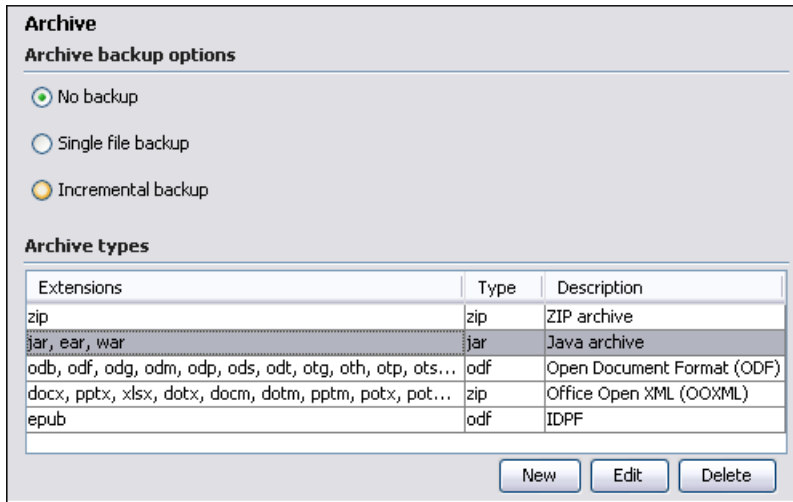 Archive
Archive backup options
No backup
Single file backup
Incremental backup
Archive types
Extensions Type Description
zip zip ZIP archive
jar, ear, war jar Java archive
odb, odf, odg, odm, odp, ods, odt, otg, oth, otp, ots... odf Open Document Format (ODF)
docx, pptx, xlsx, dotx, docm, dotm, pptm, potx, pot... zip Office Open XML (OOXML)
epub odf IDPF
New Edit Delete